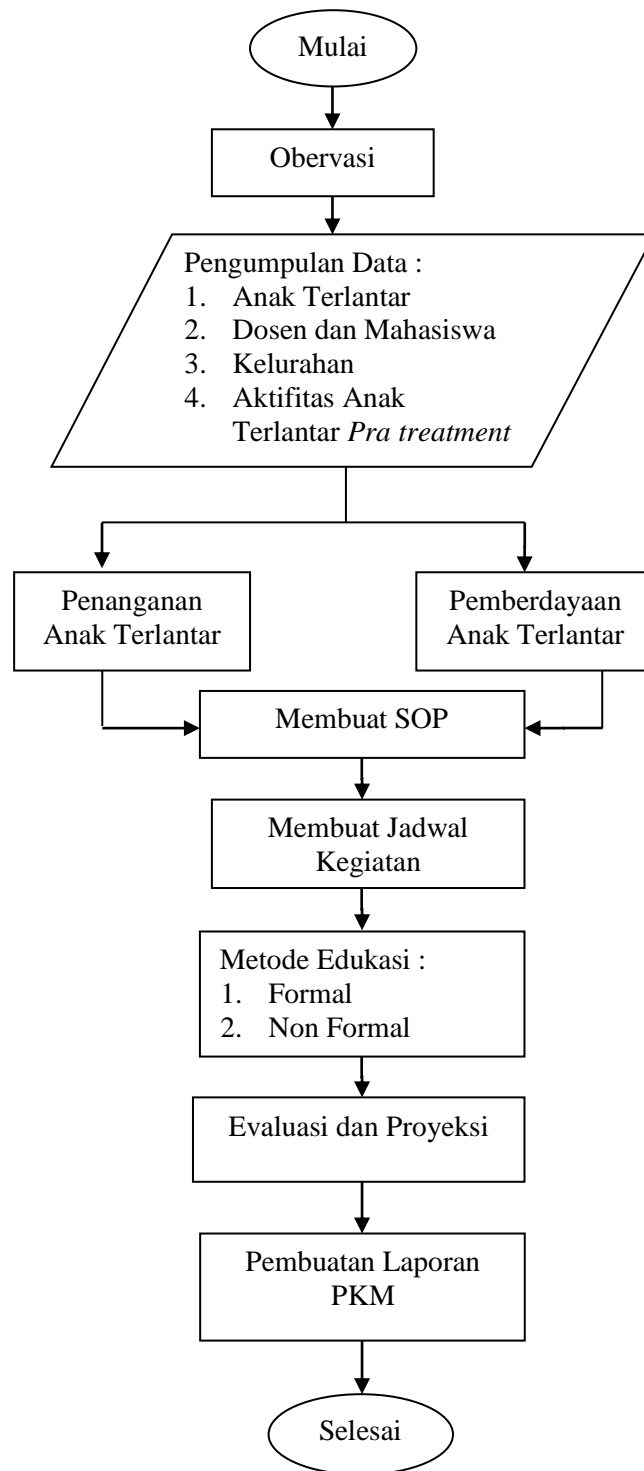 Mulai
Obervasi
Pengumpulan Data :
1. Anak Terlantar
2. Dosen dan Mahasiswa
3. Kelurahan
4. Aktifitas Anak
Terlantar Pra treatment
Penanganan
Anak Terlantar
Pemberdayaan
Anak Terlantar
Membuat SOP
Membuat Jadwal
Kegiatan
Metode Edukasi :
1. Formal
2. Non Formal
Evaluasi dan Proyeksi
Pembuatan Laporan
PKM
Selesai